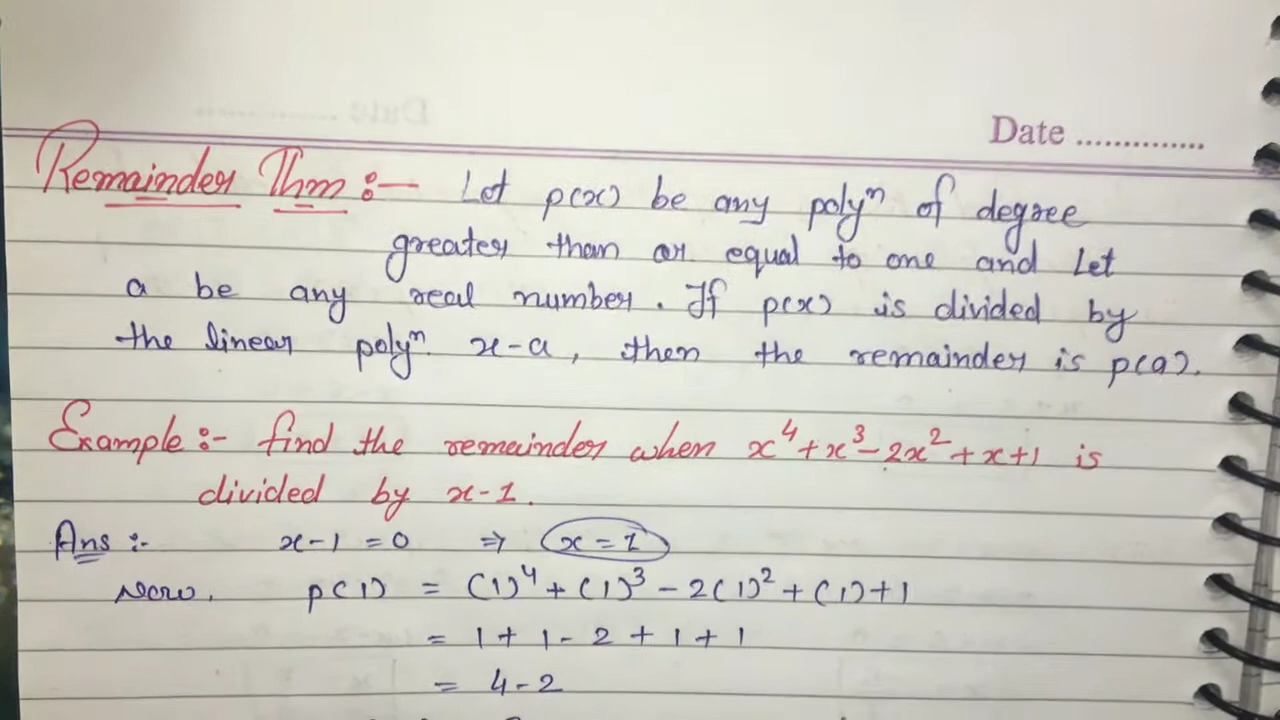 Date ..............
Remainder Thm :- Let p(x) be any polyⁿ of degree
greater than or equal to one and Let
a be any real number. If p(x) is divided by
the linear polyⁿ. x-a, then the remainder is p(a).
Example :- find the remainder when x⁴+x³-2x²+x+1 is
divided by x-1.
Ans :- x-1=0 ⇒ x=1
Now, p(1) = (1)⁴+(1)³-2(1)²+(1)+1
= 1+1-2+1+1
= 4-2